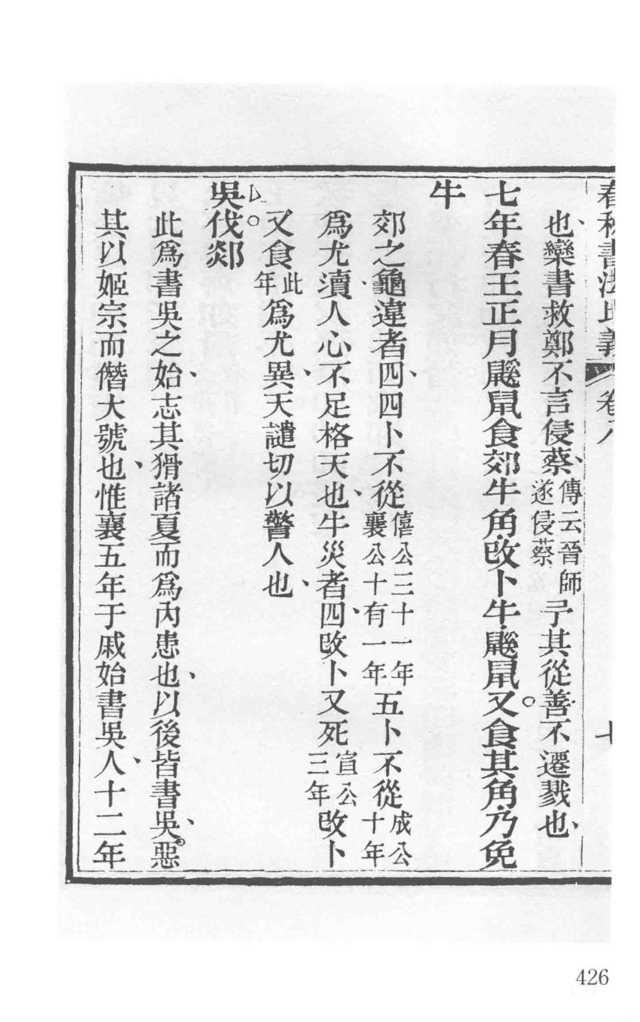 春秋書法比義 卷八 七
也欒書救鄭不言侵蔡傳云晉師遂侵蔡予其從善不遷戮也
七年春王正月鼷鼠食郊牛角改卜牛鼷鼠又食其角乃免
牛
郊之龜違者四四卜不從僖公三十一年襄公十有一年五卜不從成公十年
爲尤瀆人心不足格天也牛災者四改卜又死宣公三年改卜
又食此年爲尤異天譴切以警人也
吳伐郯
此爲書吳之始志其猾諸夏而爲內患也以後皆書吳惡
其以姬宗而僭大號也惟襄五年于戚始書吳人十二年
426